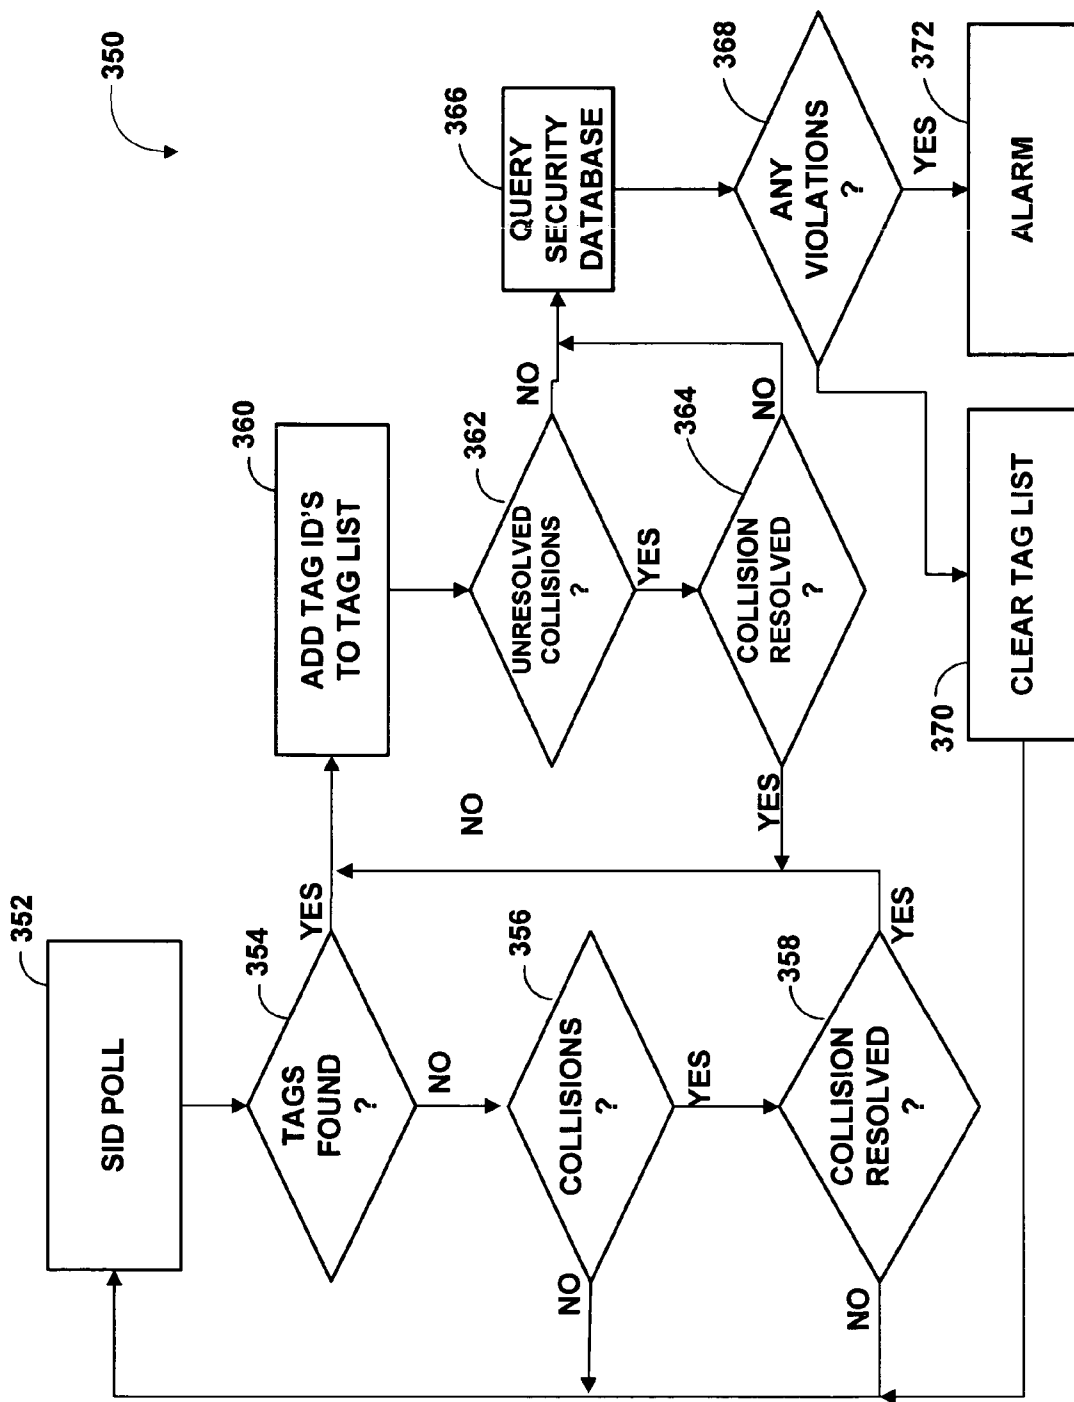 350
352
SID POLL
354
TAGS
FOUND
?
YES
NO
356
COLLISIONS
?
NO
YES
358
COLLISION
RESOLVED
?
NO
YES
360
ADD TAG ID'S
TO TAG LIST
NO
362
UNRESOLVED
COLLISIONS
?
NO
YES
364
COLLISION
RESOLVED
?
YES
NO
366
QUERY
SECURITY
DATABASE
368
ANY
VIOLATIONS
?
YES
370
CLEAR TAG LIST
372
ALARM